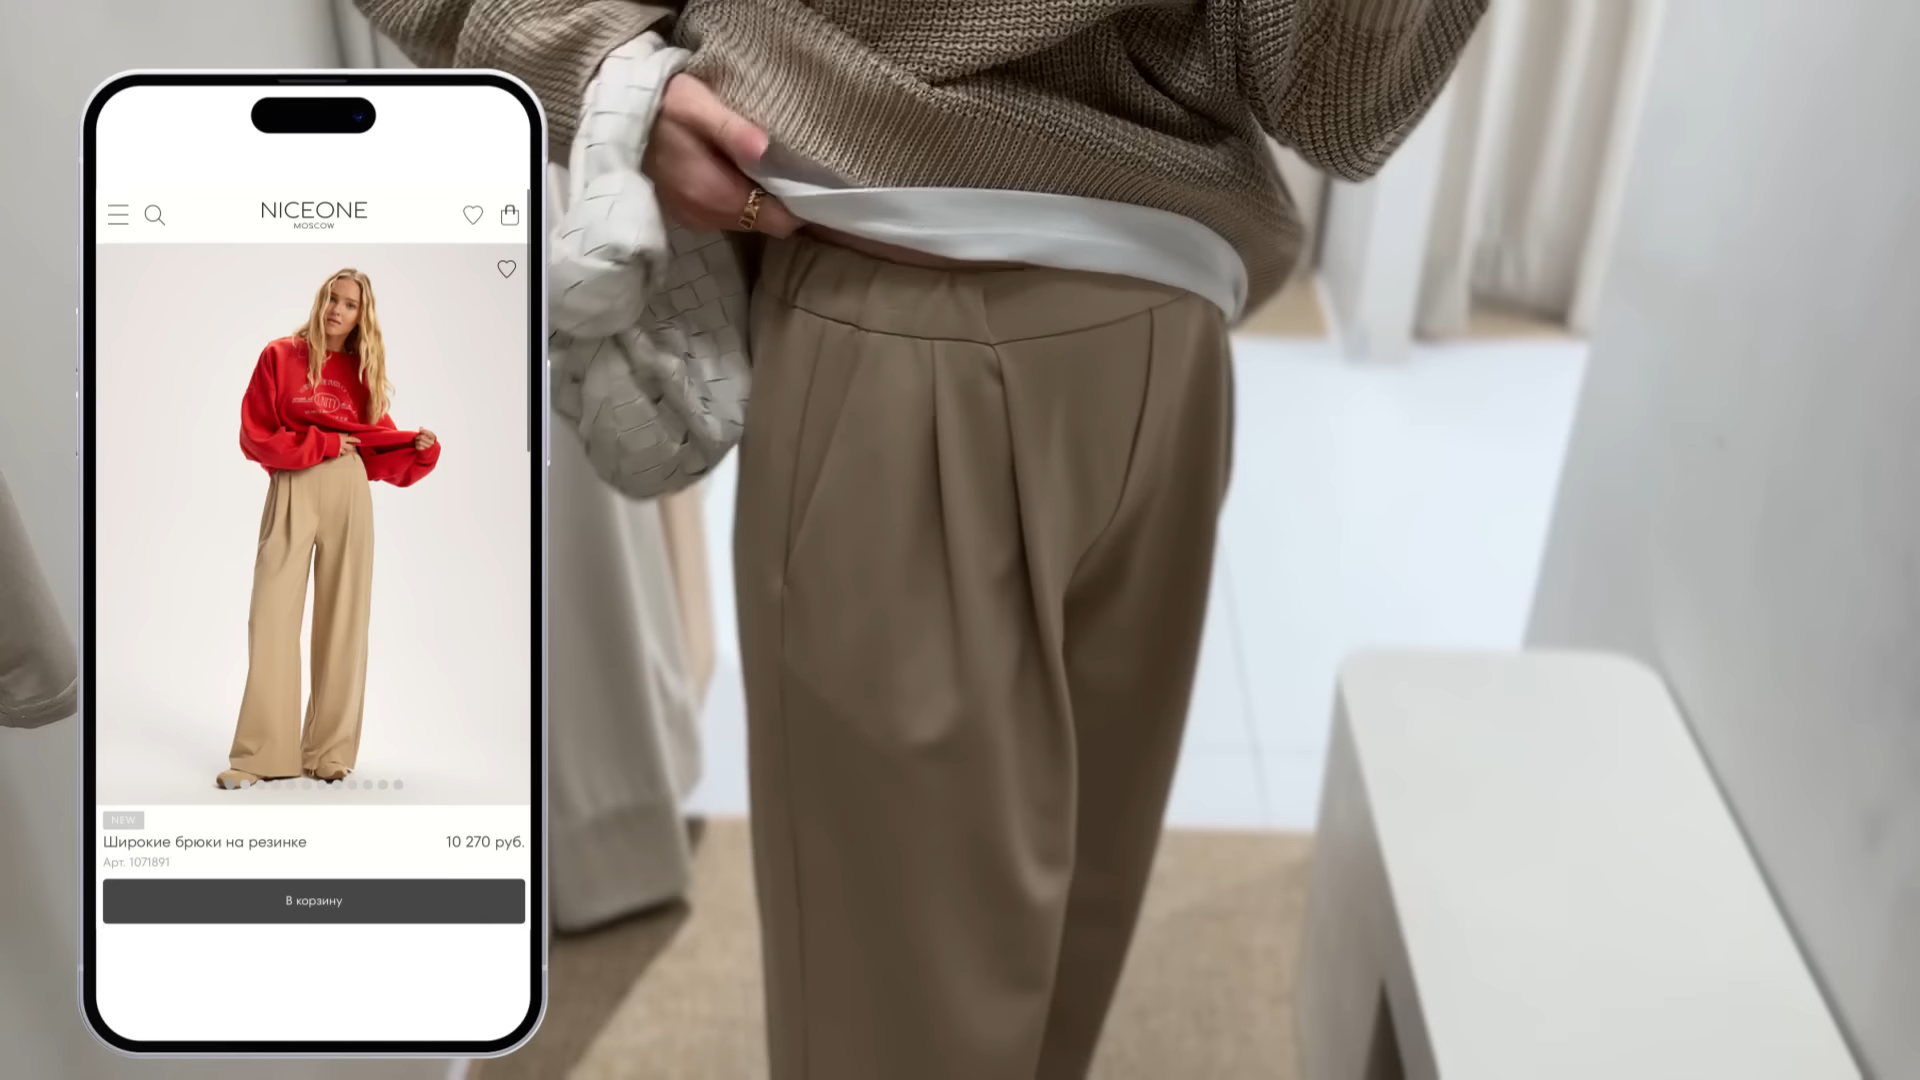 NICEONE
MOSCOW
NEW
Широкие брюки на резинке
10 270 руб.
Арт. 1071891
В корзину